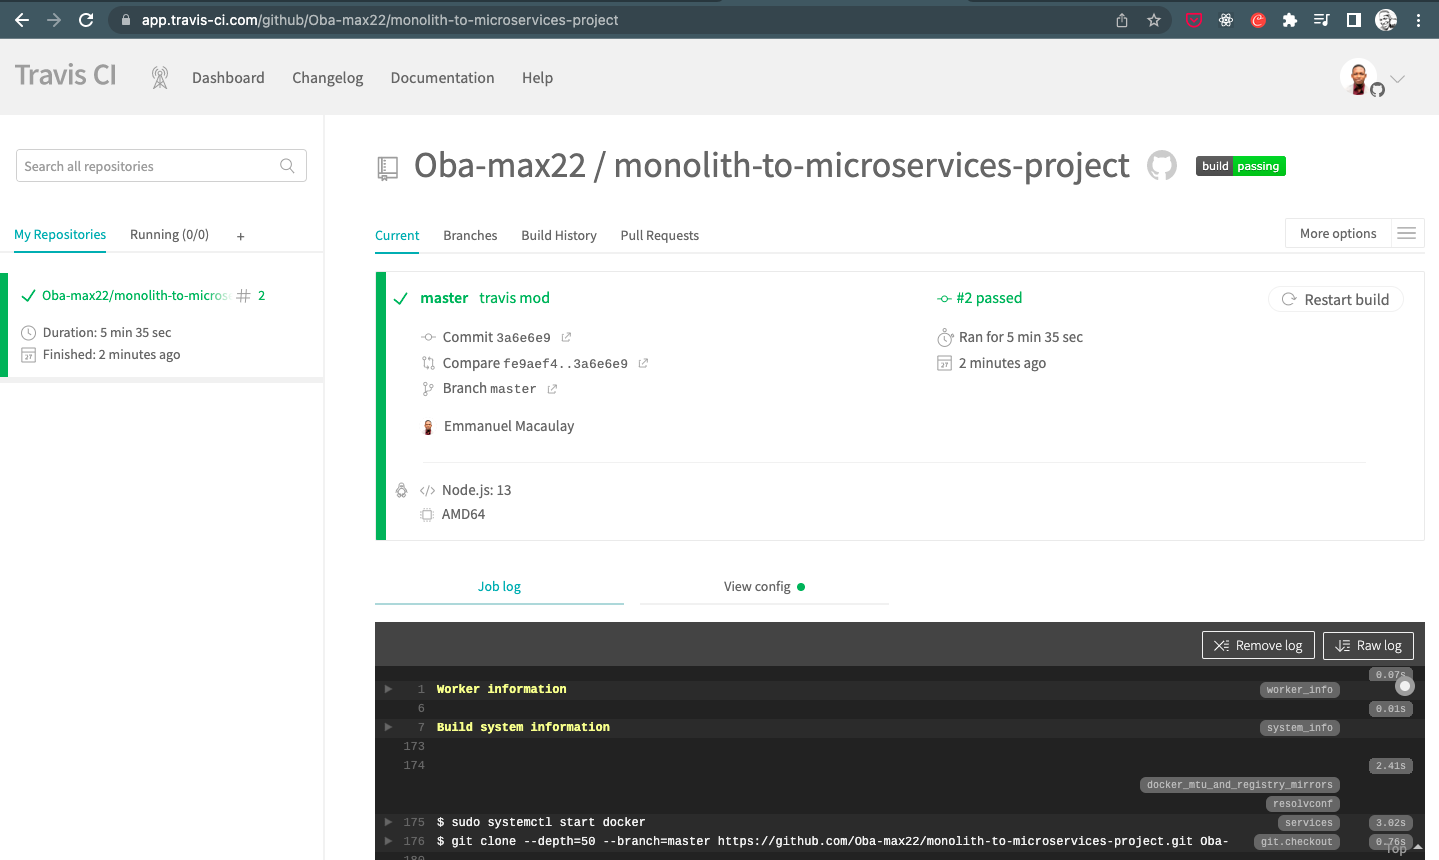 app.travis-ci.com/github/Oba-max22/monolith-to-microservices-project
Travis CI
Dashboard Changelog Documentation Help
Search all repositories
My Repositories Running (0/0) +
Oba-max22/monolith-to-micros # 2
Duration: 5 min 35 sec
Finished: 2 minutes ago
Oba-max22 / monolith-to-microservices-project build passing
Current Branches Build History Pull Requests More options
master travis mod #2 passed Restart build
Commit 3a6e6e9 Ran for 5 min 35 sec
Compare fe9aef4..3a6e6e9 2 minutes ago
Branch master
Emmanuel Macaulay
</> Node.js: 13
AMD64
Job log View config
Remove log Raw log
0.07s
1 Worker information worker_info
6 0.01s
7 Build system information system_info
173
174 2.41s
docker_mtu_and_registry_mirrors
resolvconf
175 $ sudo systemctl start docker services 3.02s
176 $ git clone --depth=50 --branch=master https://github.com/Oba-max22/monolith-to-microservices-project.git Oba- git.checkout 0.76s
Top
180